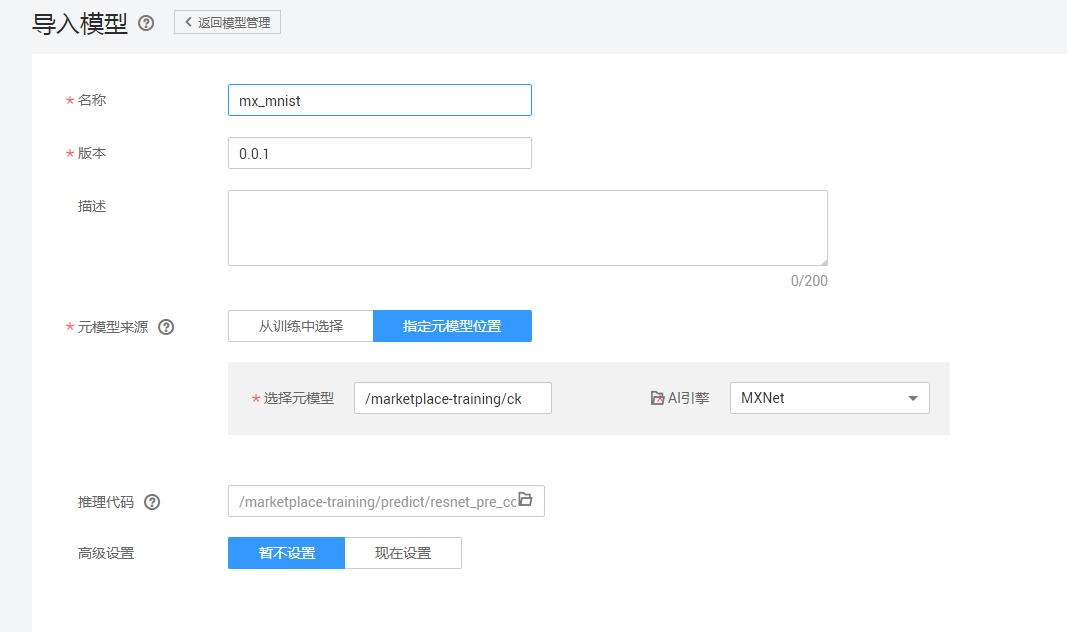 导入模型 ? < 返回模型管理
* 名称 mx_mnist
* 版本 0.0.1
描述
0/200
* 元模型来源 ? 从训练中选择 指定元模型位置
* 选择元模型 /marketplace-training/ck AI引擎 MXNet
推理代码 ? /marketplace-training/predict/resnet_pre_cc
高级设置 暂不设置 现在设置